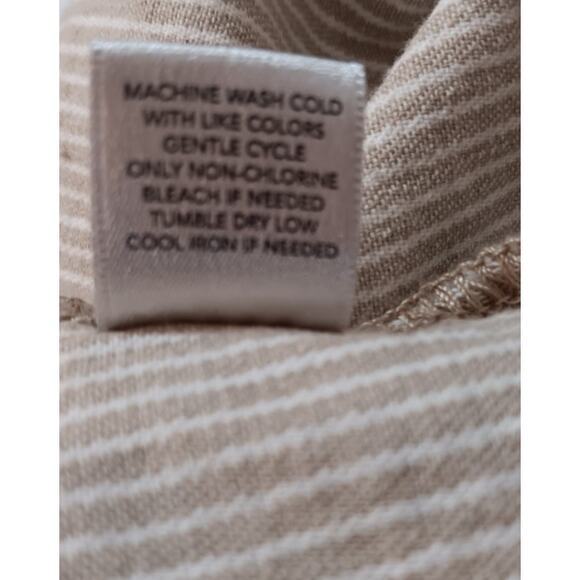 MACHINE WASH COLD
WITH LIKE COLORS
GENTLE CYCLE
ONLY NON-CHLORINE
BLEACH IF NEEDED
TUMBLE DRY LOW
COOL IRON IF NEEDED